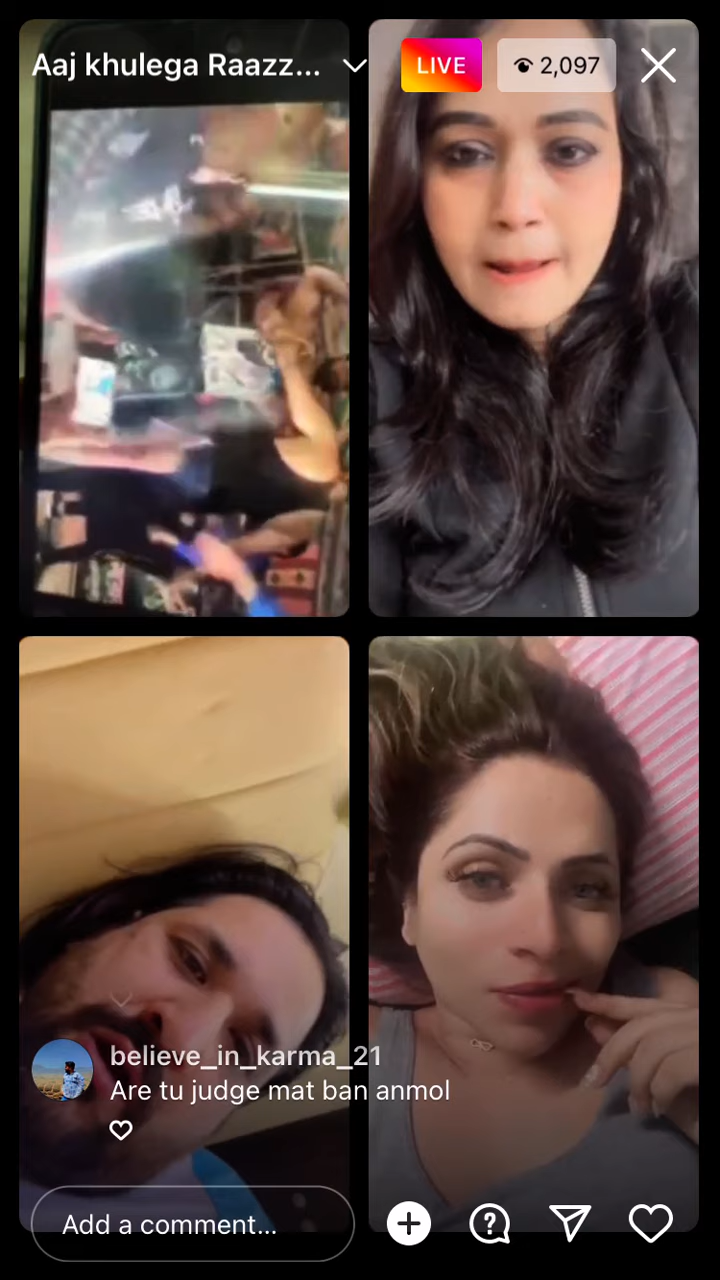 Aaj khulega Raazz...
LIVE
2,097
believe_in_karma_21
Are tu judge mat ban anmol
Add a comment...